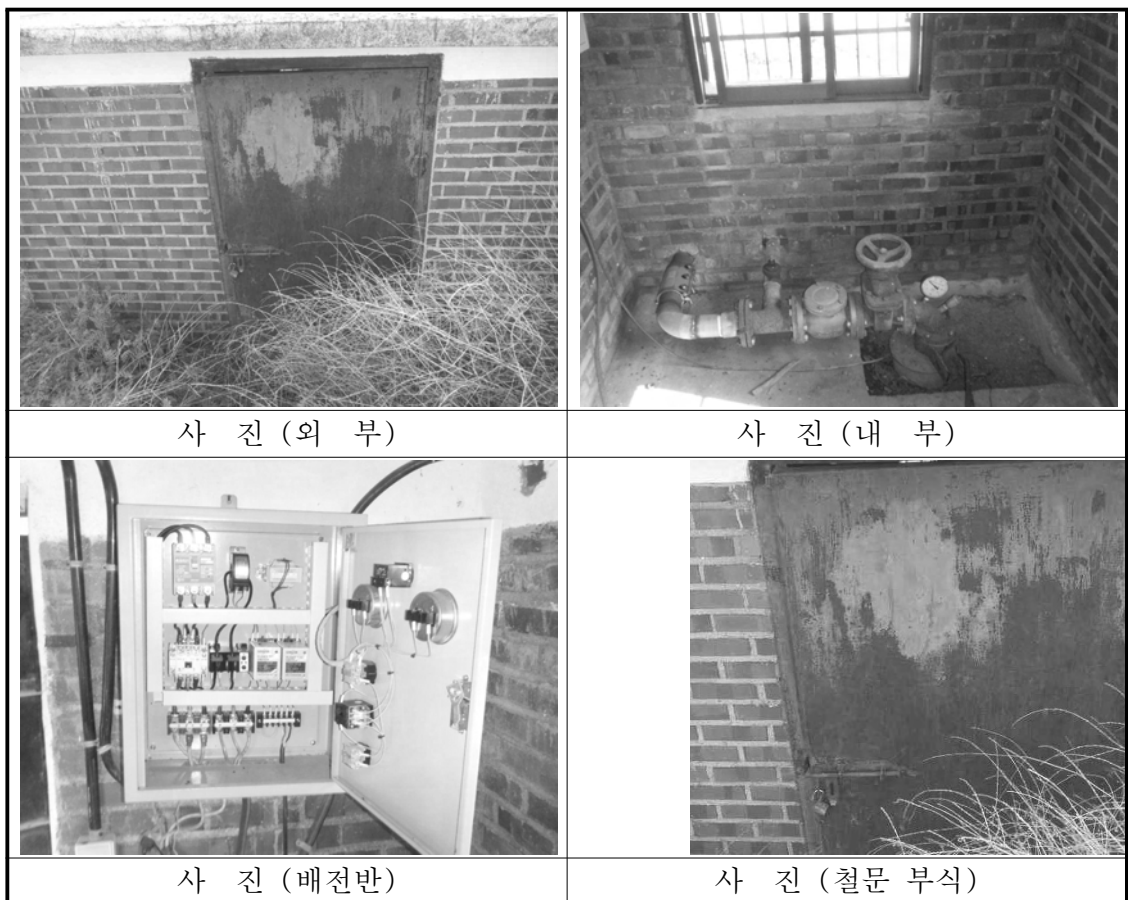 사 진 (외 부)
사 진 (내 부)
사 진 (배전반)
사 진 (철문 부식)